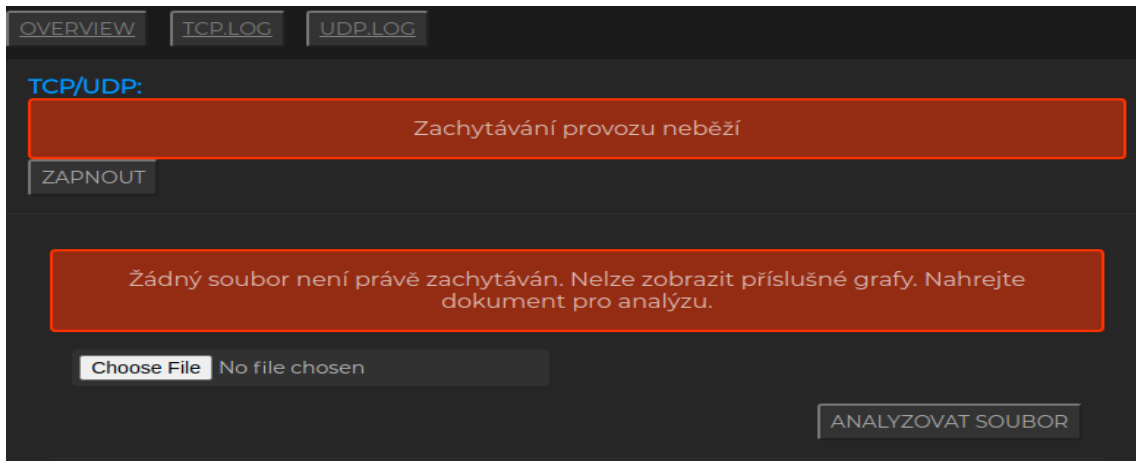 OVERVIEW TCP.LOG UDP.LOG
TCP/UDP:
Zachytávání provozu neběží
ZAPNOUT
Žádný soubor není právě zachytáván. Nelze zobrazit příslušné grafy. Nahrejte
dokument pro analýzu.
Choose File No file chosen
ANALYZOVAT SOUBOR